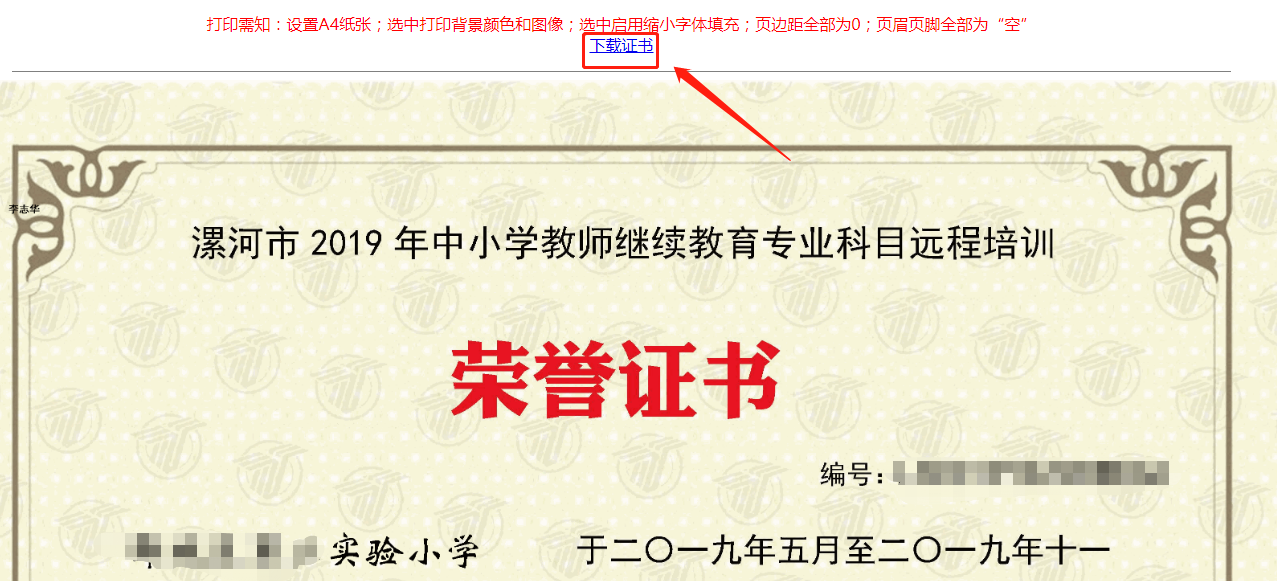 打印需知：设置A4纸张；选中打印背景颜色和图像；选中启用缩小字体填充；页边距全部为0；页眉页脚全部为“空”
下载证书
李志华
漯河市 2019 年中小学教师继续教育专业科目远程培训
荣誉证书
编号：
实验小学 于二〇一九年五月至二〇一九年十一